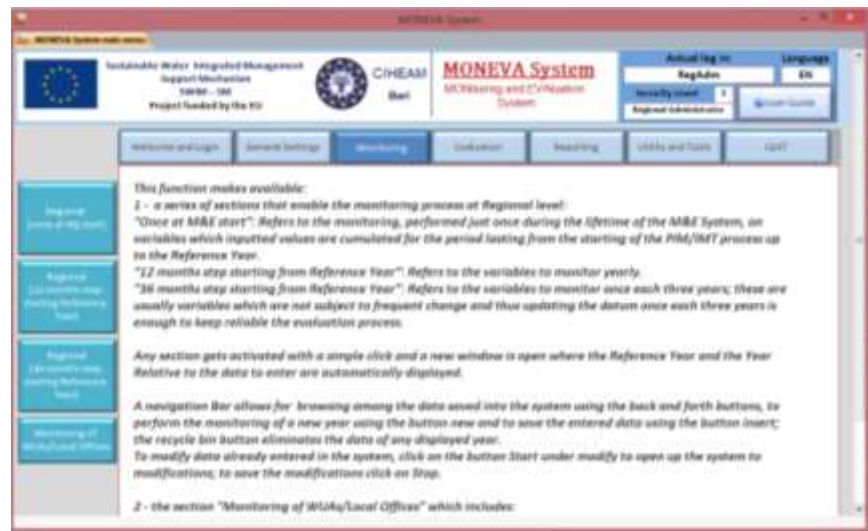 MONEVA System
MONEVA System main menu
Sustainable Water Integrated Management
Support Mechanism
SWIM - SM
Project funded by the EU
CIHEAM
Bari
MONEVA System
MONitoring and EVAluation
System
Actual log in:
RegAdm
Security Level
Regional Administrator
Language
EN
User Guide
Welcome and Login
General Settings
Monitoring
Evaluation
Reporting
Utility and Tools
QUIT
Regional
(once at M&E start)
Regional
(12 months step
starting Reference
Year)
Regional
(36 months step
starting Reference
Year)
Monitoring of
WUAs/Local Offices
This function makes available:
1 - a series of sections that enable the monitoring process at Regional level:
"Once at M&E start": Refers to the monitoring, performed just once during the lifetime of the M&E System, on
variables which inputted values are cumulated for the period lasting from the starting of the PIM/IMT process up
to the Reference Year.
"12 months step starting from Reference Year": Refers to the variables to monitor yearly.
"36 months step starting from Reference Year": Refers to the variables to monitor once each three years; these are
usually variables which are not subject to frequent change and thus updating the datum once each three years is
enough to keep reliable the evaluation process.
Any section gets activated with a simple click and a new window is open where the Reference Year and the Year
Relative to the data to enter are automatically displayed.
A navigation Bar allows for browsing among the data saved into the system using the back and forth buttons, to
perform the monitoring of a new year using the button new and to save the entered data using the button insert;
the recycle bin button eliminates the data of any displayed year.
To modify data already entered in the system, click on the button Start under modify to open up the system to
modifications; to save the modifications click on Stop.
2 - the section "Monitoring of WUAs/Local Offices" which includes: